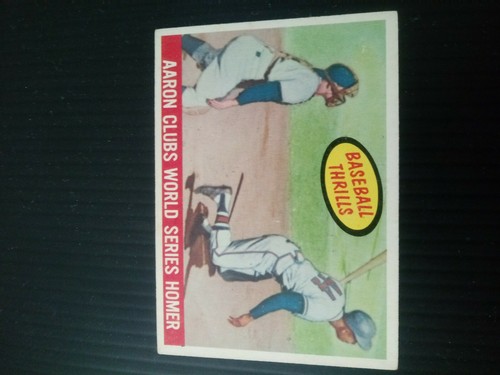 BASEBALL
THRILLS
AARON CLUBS WORLD SERIES HOMER